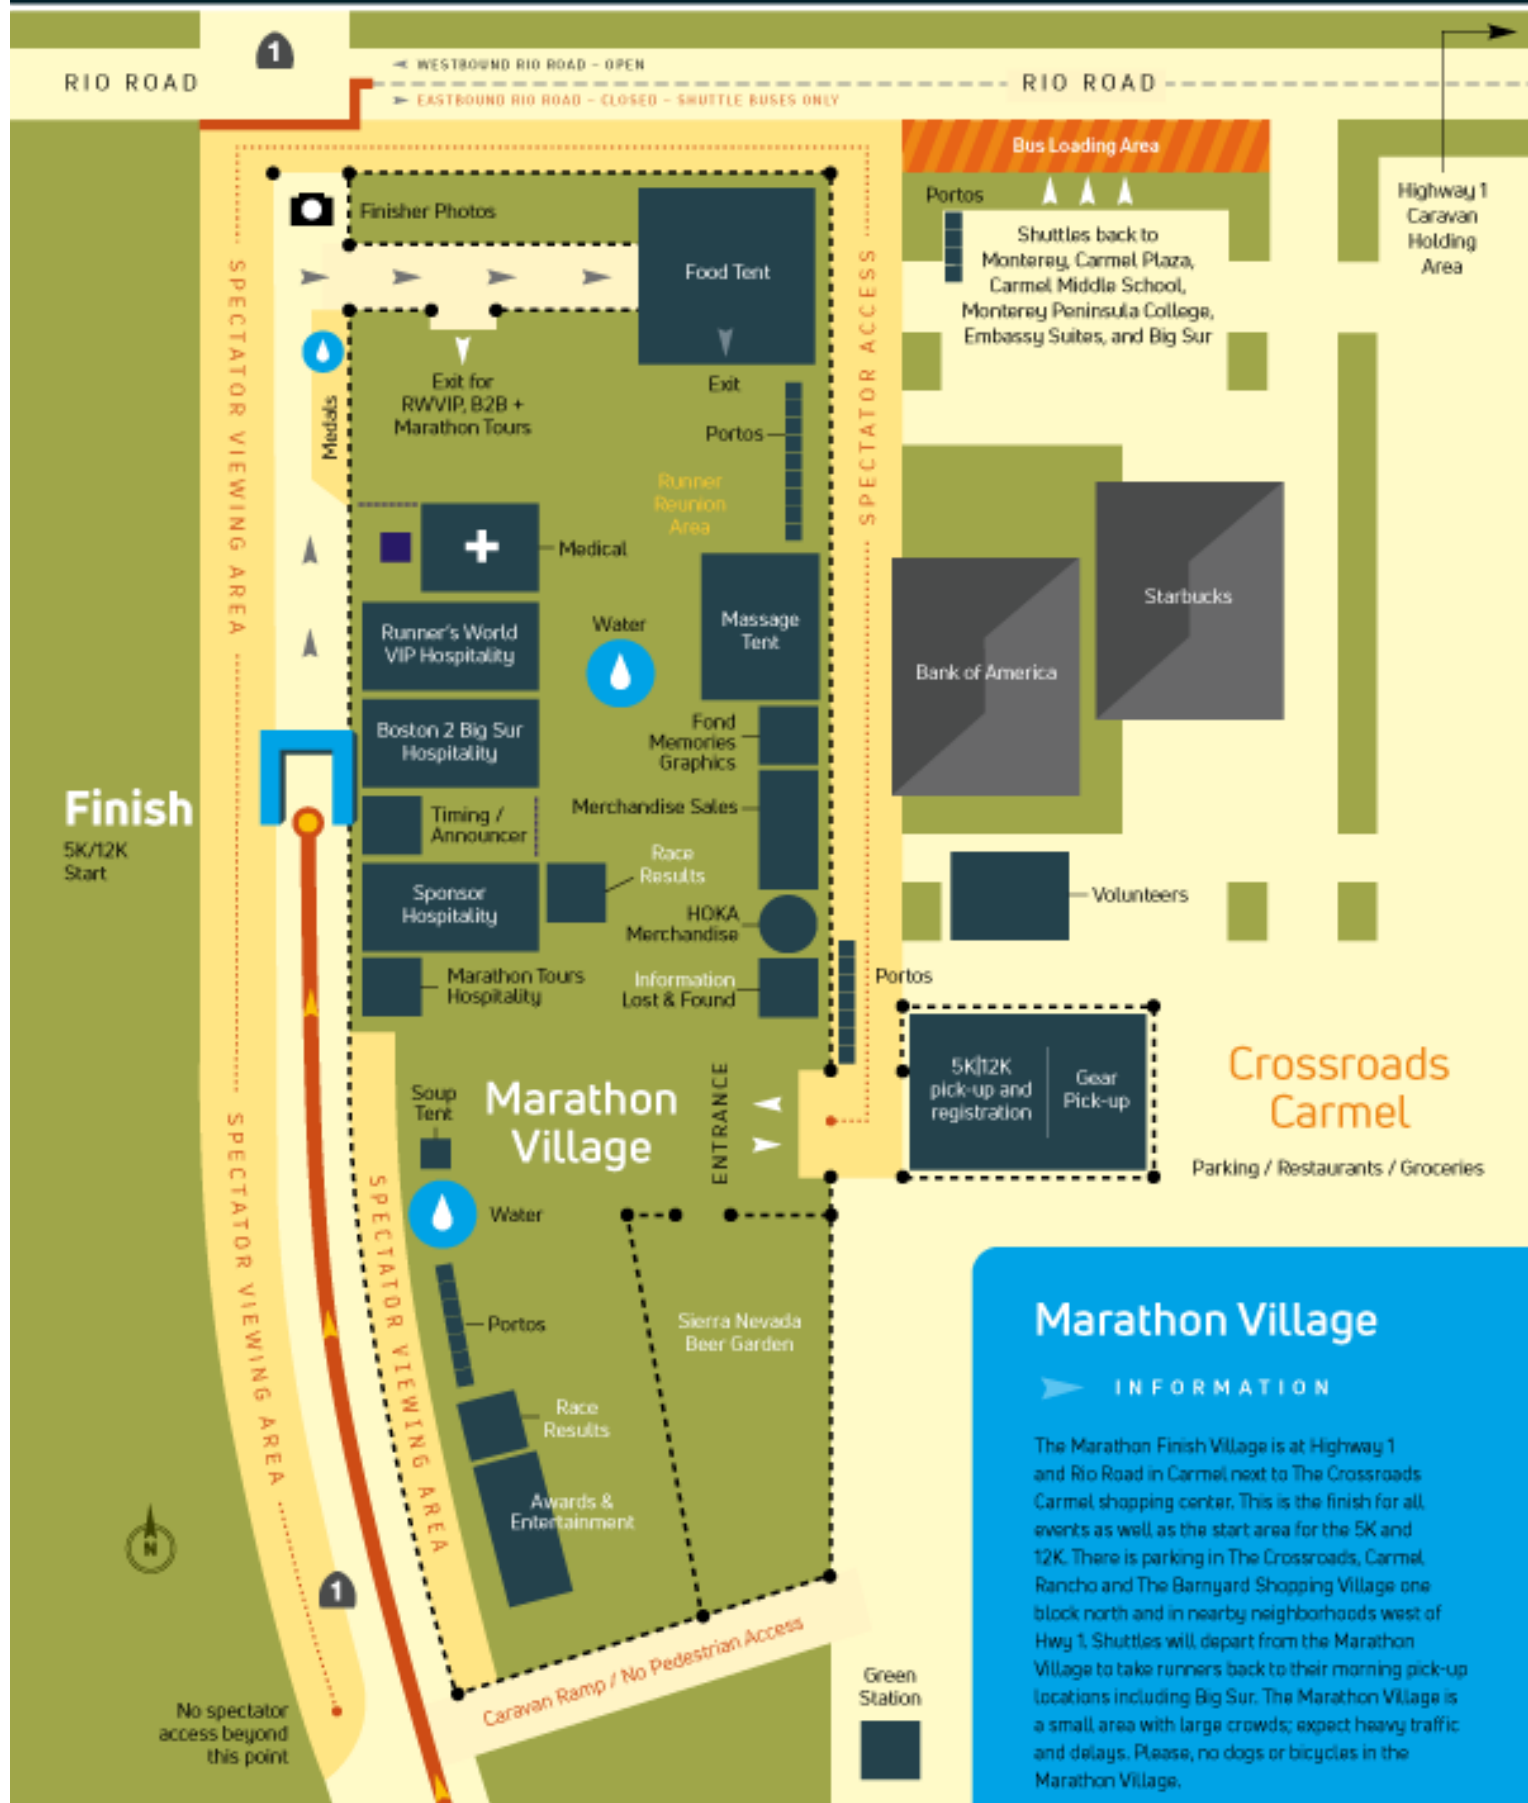 1
WESTBOUND RIO ROAD – OPEN
RIO ROAD
RIO ROAD
EASTBOUND RIO ROAD – CLOSED – SHUTTLE BUSES ONLY
Bus Loading Area
Portos
Shuttles back to
Monterey, Carmel Plaza,
Carmel Middle School,
Monterey Peninsula College,
Embassy Suites, and Big Sur
Highway 1
Caravan
Holding
Area
Finisher Photos
Food Tent
Exit
Exit for
RWVIP, B2B +
Marathon Tours
Medals
SPECTATOR VIEWING AREA
SPECTATOR ACCESS
Portos
Runner
Reunion
Area
Medical
Runner's World
VIP Hospitality
Water
Massage
Tent
Starbucks
Bank of America
Boston 2 Big Sur
Hospitality
Fond
Memories
Graphics
Finish
5K/12K
Start
Timing /
Announcer
Merchandise Sales
Race
Results
Sponsor
Hospitality
HOKA
Merchandise
Volunteers
Marathon Tours
Hospitality
Information
Lost & Found
Portos
5K|12K
pick-up and
registration
Gear
Pick-up
Crossroads
Carmel
Parking / Restaurants / Groceries
Soup
Tent
Marathon
Village
ENTRANCE
SPECTATOR VIEWING AREA
SPECTATOR VIEWING AREA
Water
Portos
Sierra Nevada
Beer Garden
Race
Results
Awards &
Entertainment
N
1
Caravan Ramp / No Pedestrian Access
No spectator
access beyond
this point
Green
Station
Marathon Village
INFORMATION
The Marathon Finish Village is at Highway 1
and Rio Road in Carmel next to The Crossroads
Carmel shopping center. This is the finish for all
events as well as the start area for the 5K and
12K. There is parking in The Crossroads, Carmel
Rancho and The Barnyard Shopping Village one
block north and in nearby neighborhoods west of
Hwy 1. Shuttles will depart from the Marathon
Village to take runners back to their morning pick-up
locations including Big Sur. The Marathon Village is
a small area with large crowds; expect heavy traffic
and delays. Please, no dogs or bicycles in the
Marathon Village.